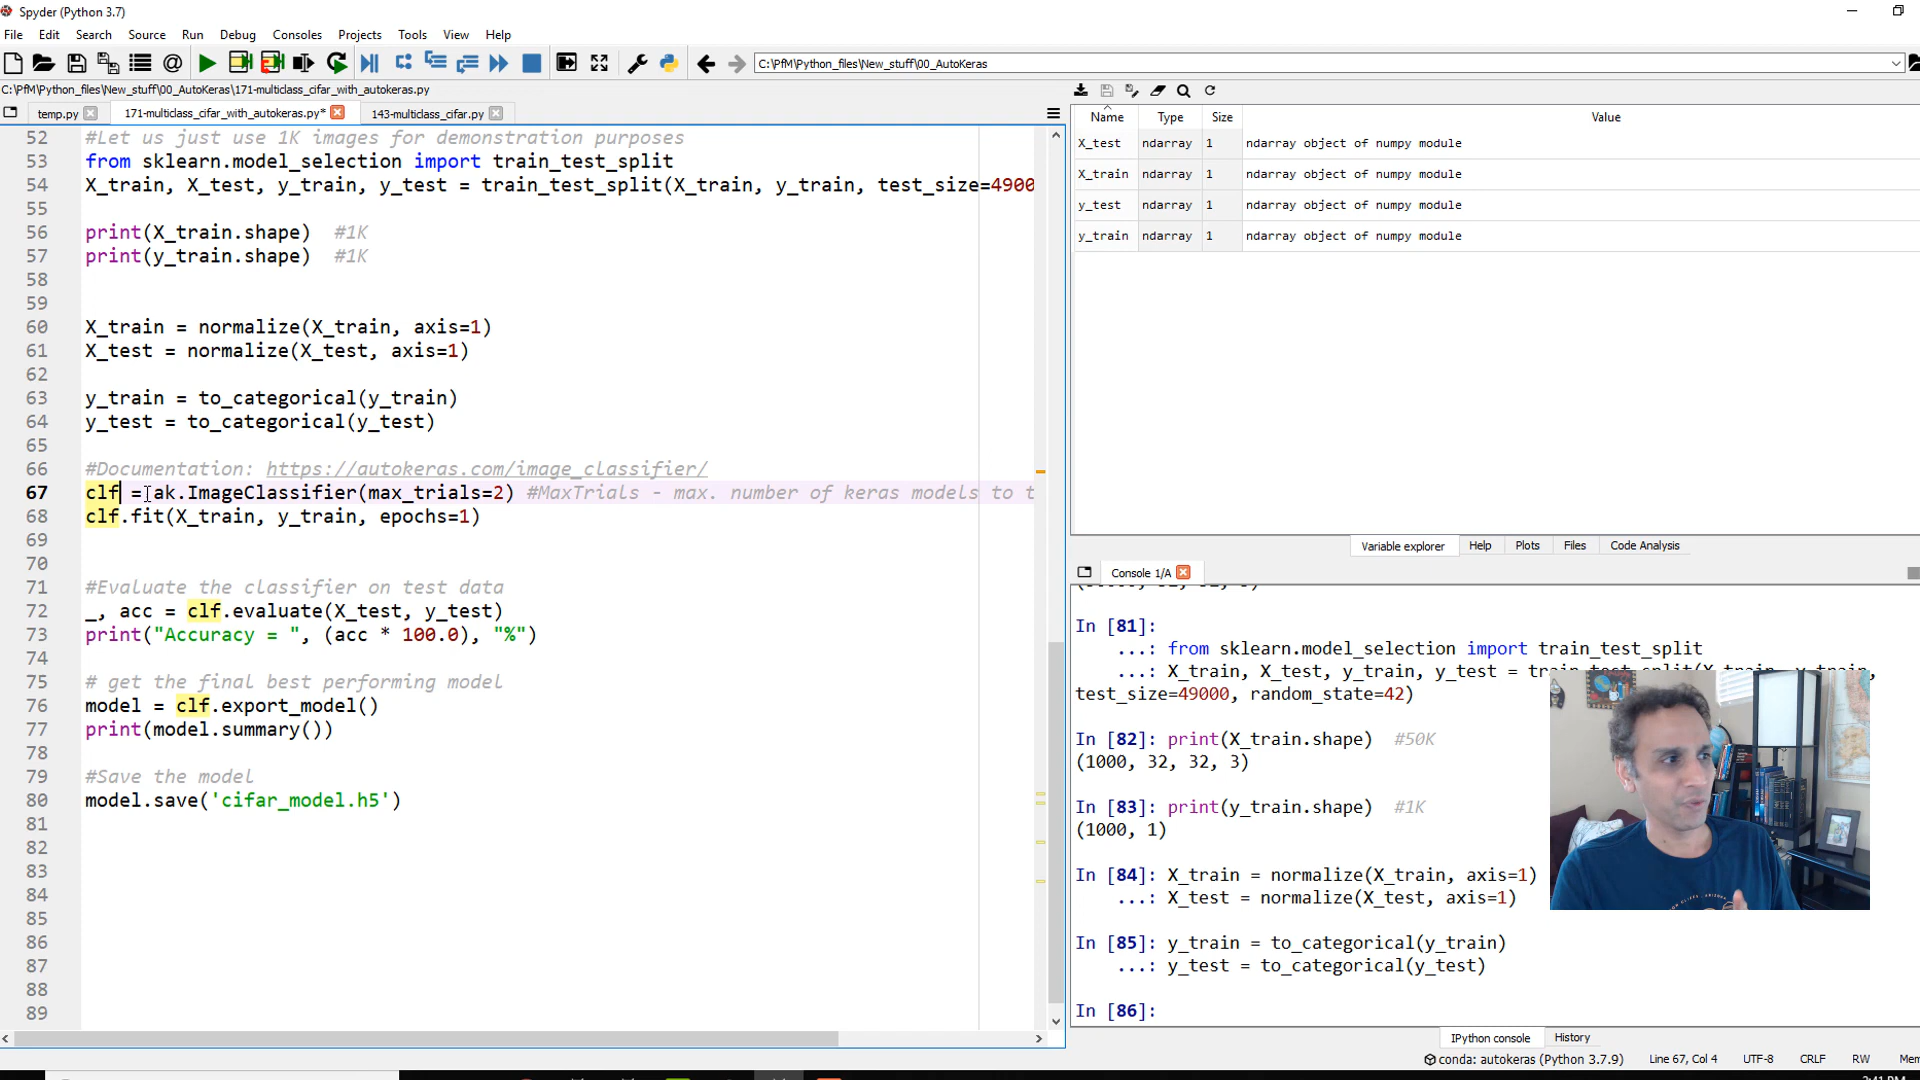 Spyder (Python 3.7)
File Edit Search Source Run Debug Consoles Projects Tools View Help
C:\PfM\Python_files\New_stuff\00_AutoKeras
C:\PfM\Python_files\New_stuff\00_AutoKeras\171-multiclass_cifar_with_autokeras.py
temp.py 171-multiclass_cifar_with_autokeras.py* 143-multiclass_cifar.py
52 #Let us just use 1K images for demonstration purposes
53 from sklearn.model_selection import train_test_split
54 X_train, X_test, y_train, y_test = train_test_split(X_train, y_train, test_size=4900
55
56 print(X_train.shape) #1K
57 print(y_train.shape) #1K
58
59
60 X_train = normalize(X_train, axis=1)
61 X_test = normalize(X_test, axis=1)
62
63 y_train = to_categorical(y_train)
64 y_test = to_categorical(y_test)
65
66 #Documentation: https://autokeras.com/image_classifier/
67 clf = ak.ImageClassifier(max_trials=2) #MaxTrials - max. number of keras models to t
68 clf.fit(X_train, y_train, epochs=1)
69
70
71 #Evaluate the classifier on test data
72 _, acc = clf.evaluate(X_test, y_test)
73 print("Accuracy = ", (acc * 100.0), "%")
74
75 # get the final best performing model
76 model = clf.export_model()
77 print(model.summary())
78
79 #Save the model
80 model.save('cifar_model.h5')
81
82
83
84
85
86
87
88
89
Name Type Size Value
X_test ndarray 1 ndarray object of numpy module
X_train ndarray 1 ndarray object of numpy module
y_test ndarray 1 ndarray object of numpy module
y_train ndarray 1 ndarray object of numpy module
Variable explorer Help Plots Files Code Analysis
Console 1/A
In [81]:
...: from sklearn.model_selection import train_test_split
...: X_train, X_test, y_train, y_test = train_test_split(X_train, y_train,
test_size=49000, random_state=42)
In [82]: print(X_train.shape) #50K
(1000, 32, 32, 3)
In [83]: print(y_train.shape) #1K
(1000, 1)
In [84]: X_train = normalize(X_train, axis=1)
...: X_test = normalize(X_test, axis=1)
In [85]: y_train = to_categorical(y_train)
...: y_test = to_categorical(y_test)
In [86]:
IPython console History
conda: autokeras (Python 3.7.9) Line 67, Col 4 UTF-8 CRLF RW Mem